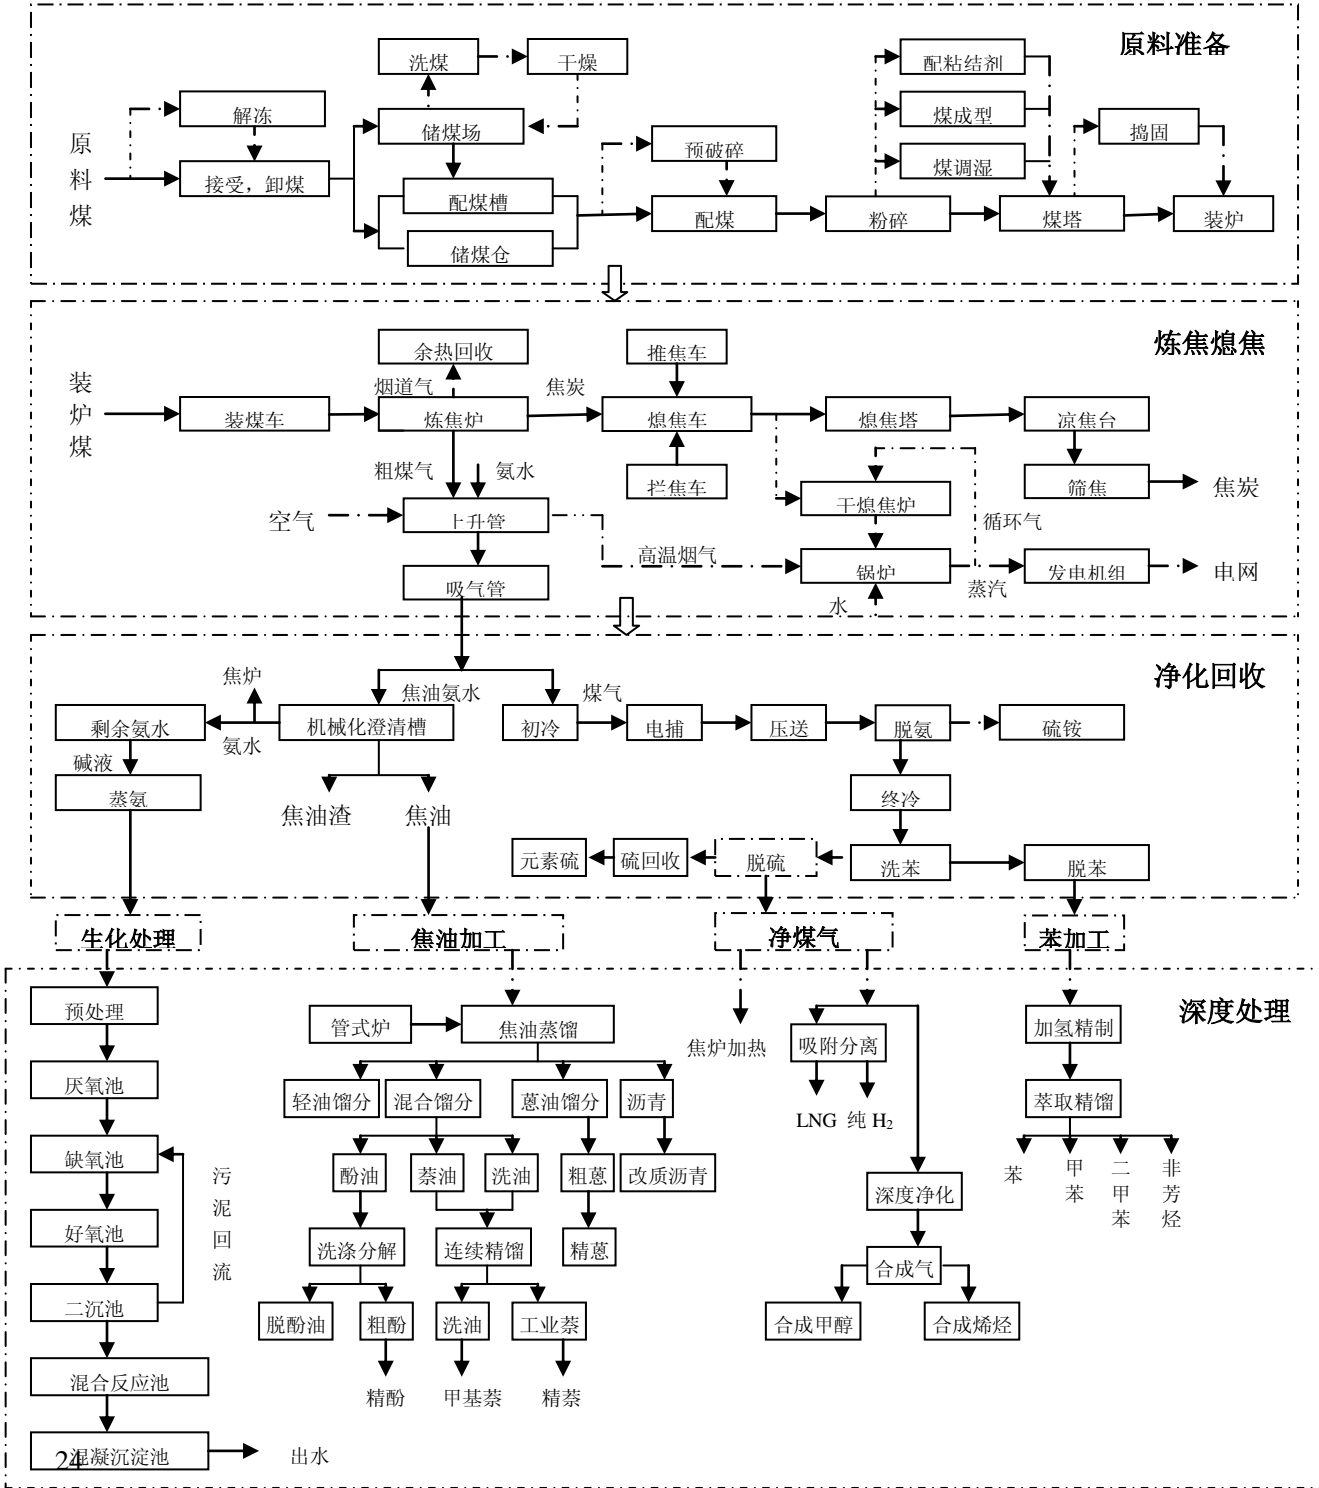 原料准备
洗煤
干燥
配粘结剂
解冻
储煤场
煤成型
捣固
原料煤
预破碎
煤调湿
接受，卸煤
配煤槽
配煤
粉碎
煤塔
装炉
储煤仓
炼焦熄焦
余热回收
推焦车
装炉煤
烟道气
焦炭
装煤车
炼焦炉
熄焦车
熄焦塔
凉焦台
粗煤气
氨水
拦焦车
筛焦
焦炭
干熄焦炉
空气
上升管
循环气
高温烟气
锅炉
发电机组
电网
吸气管
蒸汽
水
净化回收
焦炉
焦油氨水
煤气
剩余氨水
机械化澄清槽
初冷
电捕
压送
脱氨
硫铵
氨水
碱液
蒸氨
终冷
焦油渣
焦油
元素硫
硫回收
脱硫
洗苯
脱苯
生化处理
焦油加工
净煤气
苯加工
深度处理
预处理
管式炉
焦油蒸馏
焦炉加热
吸附分离
加氢精制
厌氧池
轻油馏分
混合馏分
蒽油馏分
沥青
LNG 纯 H₂
萃取精馏
缺氧池
污泥回流
酚油
萘油
洗油
粗蒽
改质沥青
深度净化
苯
甲苯
二甲苯
非芳烃
好氧池
洗涤分解
连续精馏
精蒽
合成气
二沉池
脱酚油
粗酚
洗油
工业萘
合成甲醇
合成烯烃
混合反应池
精酚
甲基萘
精萘
混凝沉淀池
出水
24